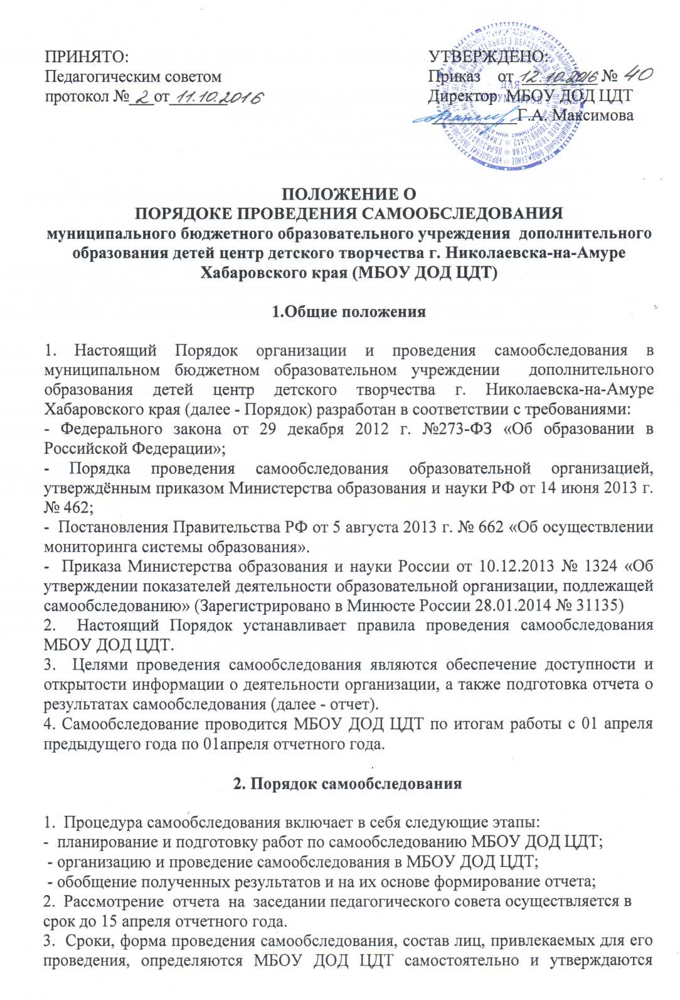 ПРИНЯТО:
Педагогическим советом
протокол № 2 от 11.10.2016
УТВЕРЖДЕНО:
Приказ от 12.10.2016 № 40
Директор МБОУ ДОД ЦДТ
Г.А. Максимова
ДЛЯ
ДОКУМЕНТОВ
ПОЛОЖЕНИЕ О
ПОРЯДОКЕ ПРОВЕДЕНИЯ САМООБСЛЕДОВАНИЯ
муниципального бюджетного образовательного учреждения дополнительного
образования детей центр детского творчества г. Николаевска-на-Амуре
Хабаровского края (МБОУ ДОД ЦДТ)
1.Общие положения
1. Настоящий Порядок организации и проведения самообследования в
муниципальном бюджетном образовательном учреждении дополнительного
образования детей центр детского творчества г. Николаевска-на-Амуре
Хабаровского края (далее - Порядок) разработан в соответствии с требованиями:
- Федерального закона от 29 декабря 2012 г. №273-ФЗ «Об образовании в
Российской Федерации»;
- Порядка проведения самообследования образовательной организацией,
утверждённым приказом Министерства образования и науки РФ от 14 июня 2013 г.
№ 462;
- Постановления Правительства РФ от 5 августа 2013 г. № 662 «Об осуществлении
мониторинга системы образования».
- Приказа Министерства образования и науки России от 10.12.2013 № 1324 «Об
утверждении показателей деятельности образовательной организации, подлежащей
самообследованию» (Зарегистрировано в Минюсте России 28.01.2014 № 31135)
2. Настоящий Порядок устанавливает правила проведения самообследования
МБОУ ДОД ЦДТ.
3. Целями проведения самообследования являются обеспечение доступности и
открытости информации о деятельности организации, а также подготовка отчета о
результатах самообследования (далее - отчет).
4. Самообследование проводится МБОУ ДОД ЦДТ по итогам работы с 01 апреля
предыдущего года по 01апреля отчетного года.
2. Порядок самообследования
1. Процедура самообследования включает в себя следующие этапы:
- планирование и подготовку работ по самообследованию МБОУ ДОД ЦДТ;
- организацию и проведение самообследования в МБОУ ДОД ЦДТ;
- обобщение полученных результатов и на их основе формирование отчета;
2. Рассмотрение отчета на заседании педагогического совета осуществляется в
срок до 15 апреля отчетного года.
3. Сроки, форма проведения самообследования, состав лиц, привлекаемых для его
проведения, определяются МБОУ ДОД ЦДТ самостоятельно и утверждаются